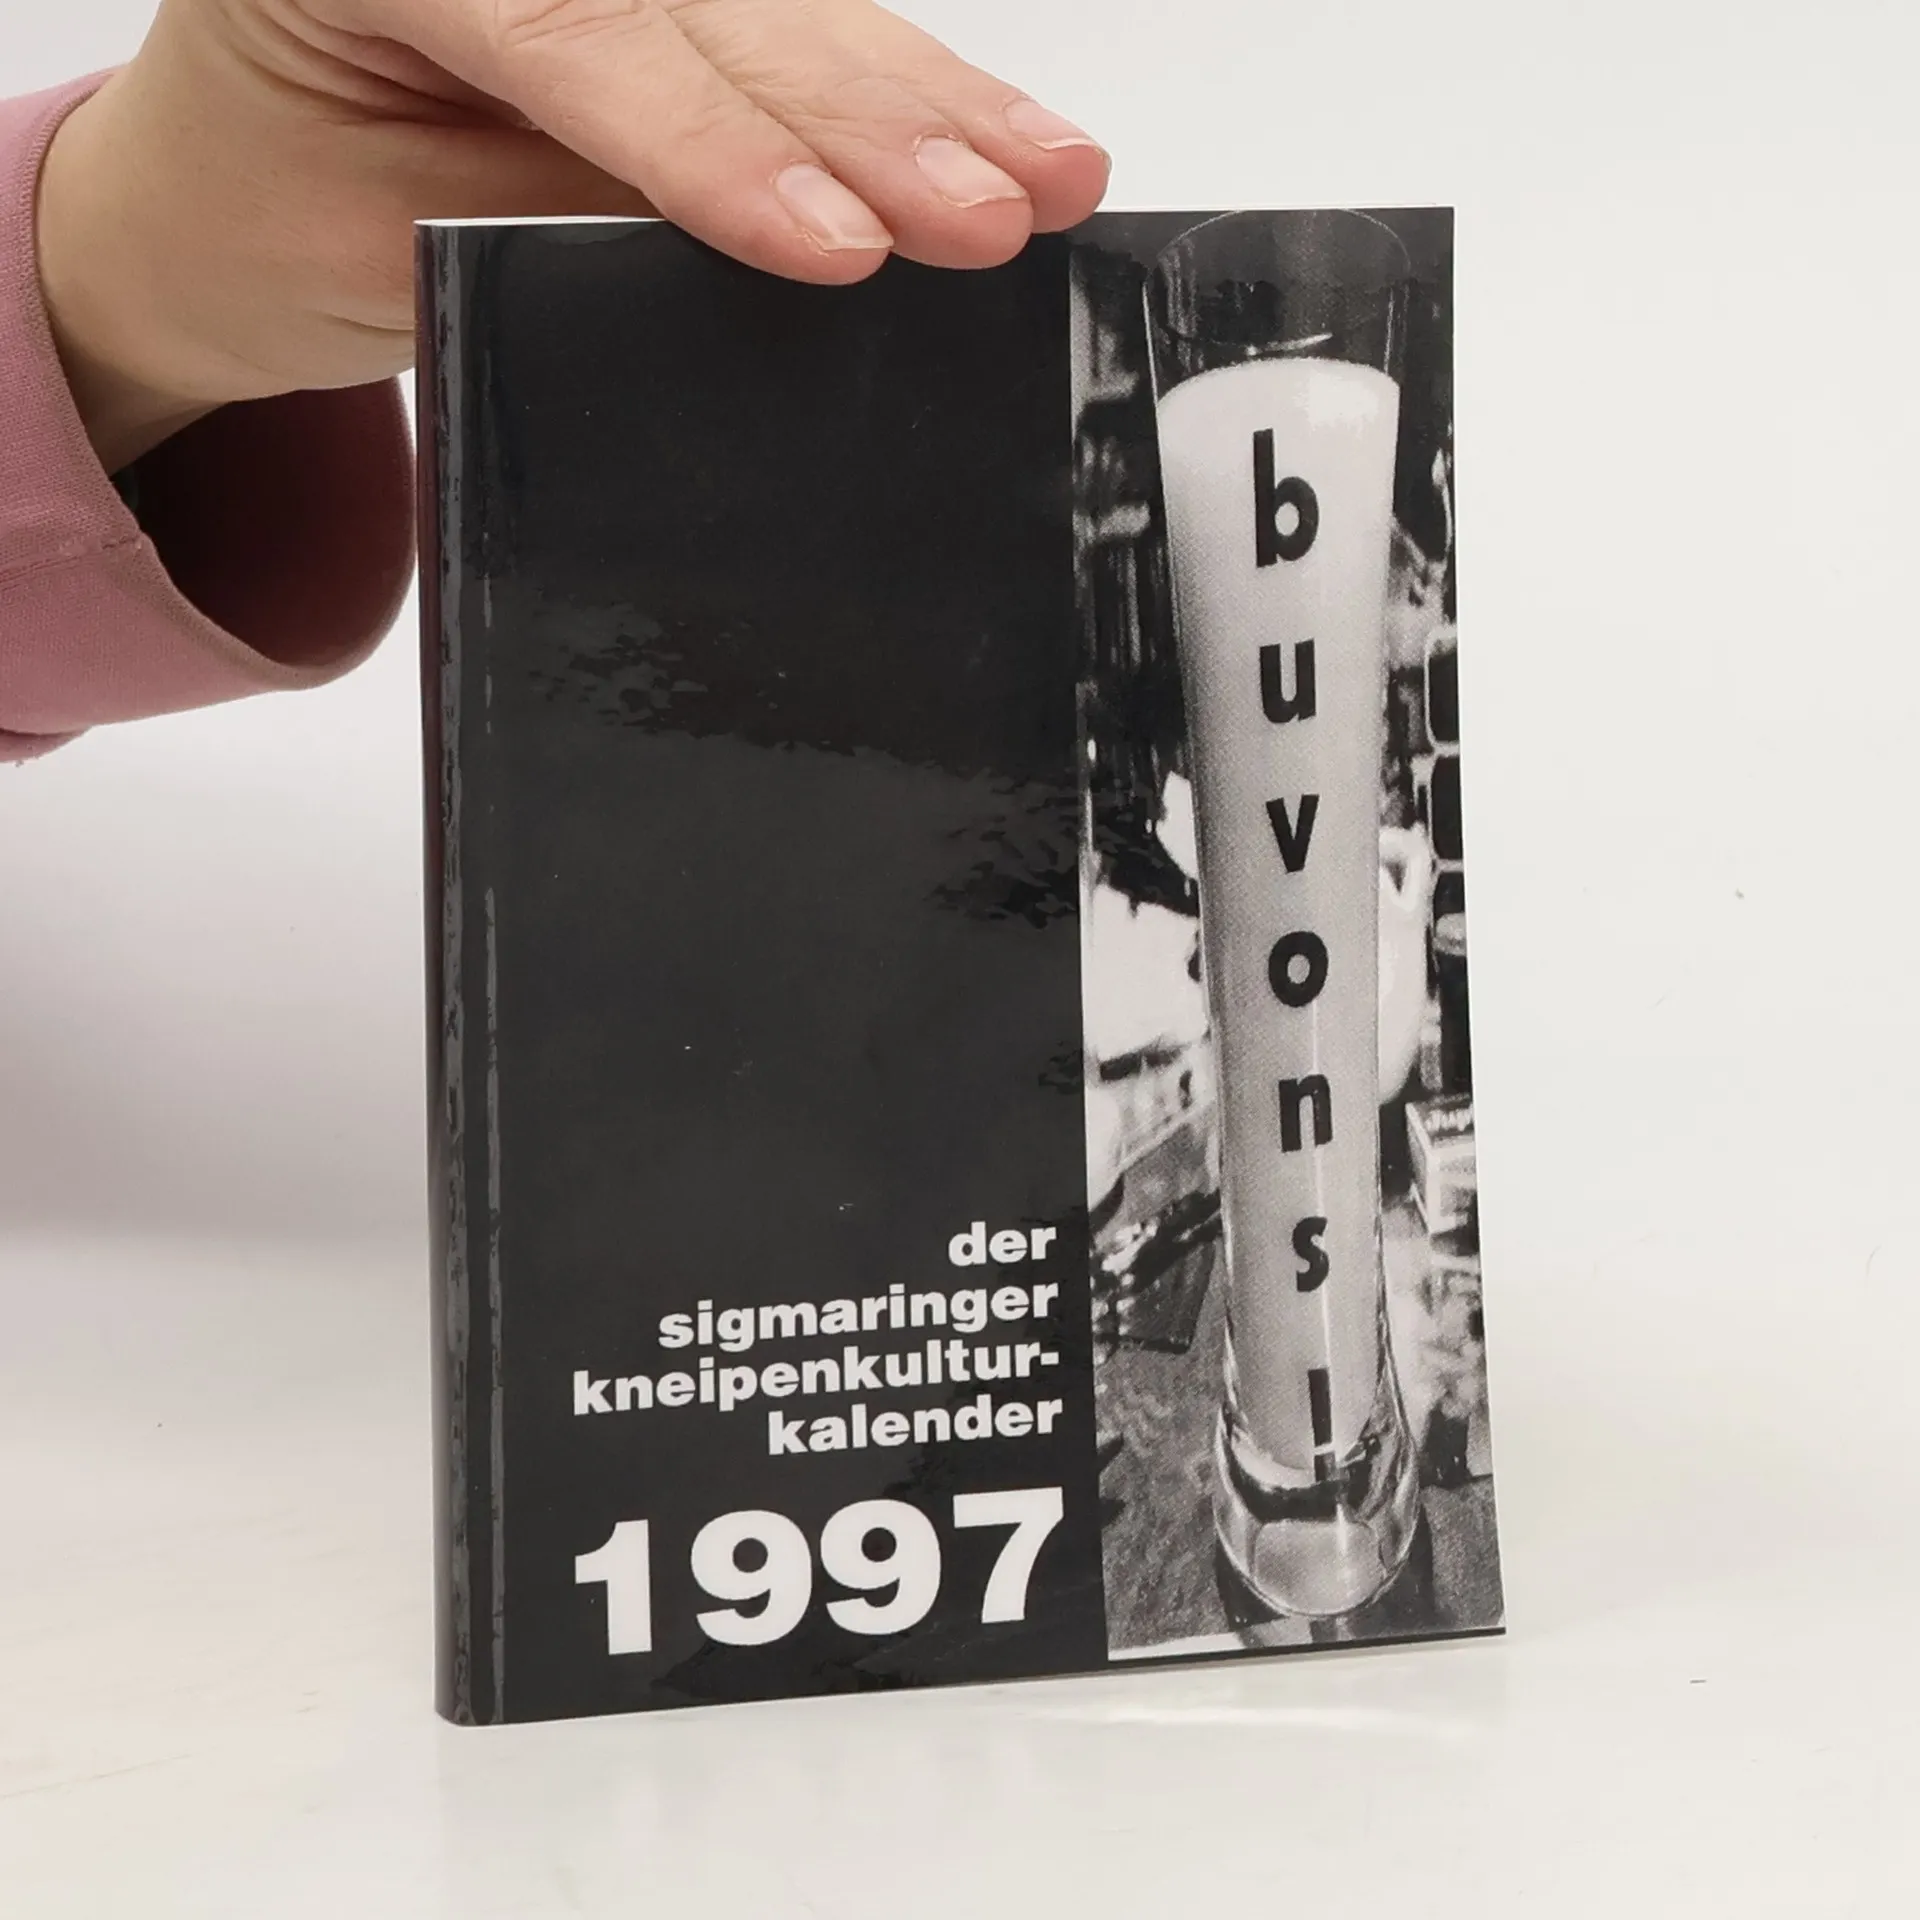 buvons!
der
sigmaringer
kneipenkultur-
kalender
1997